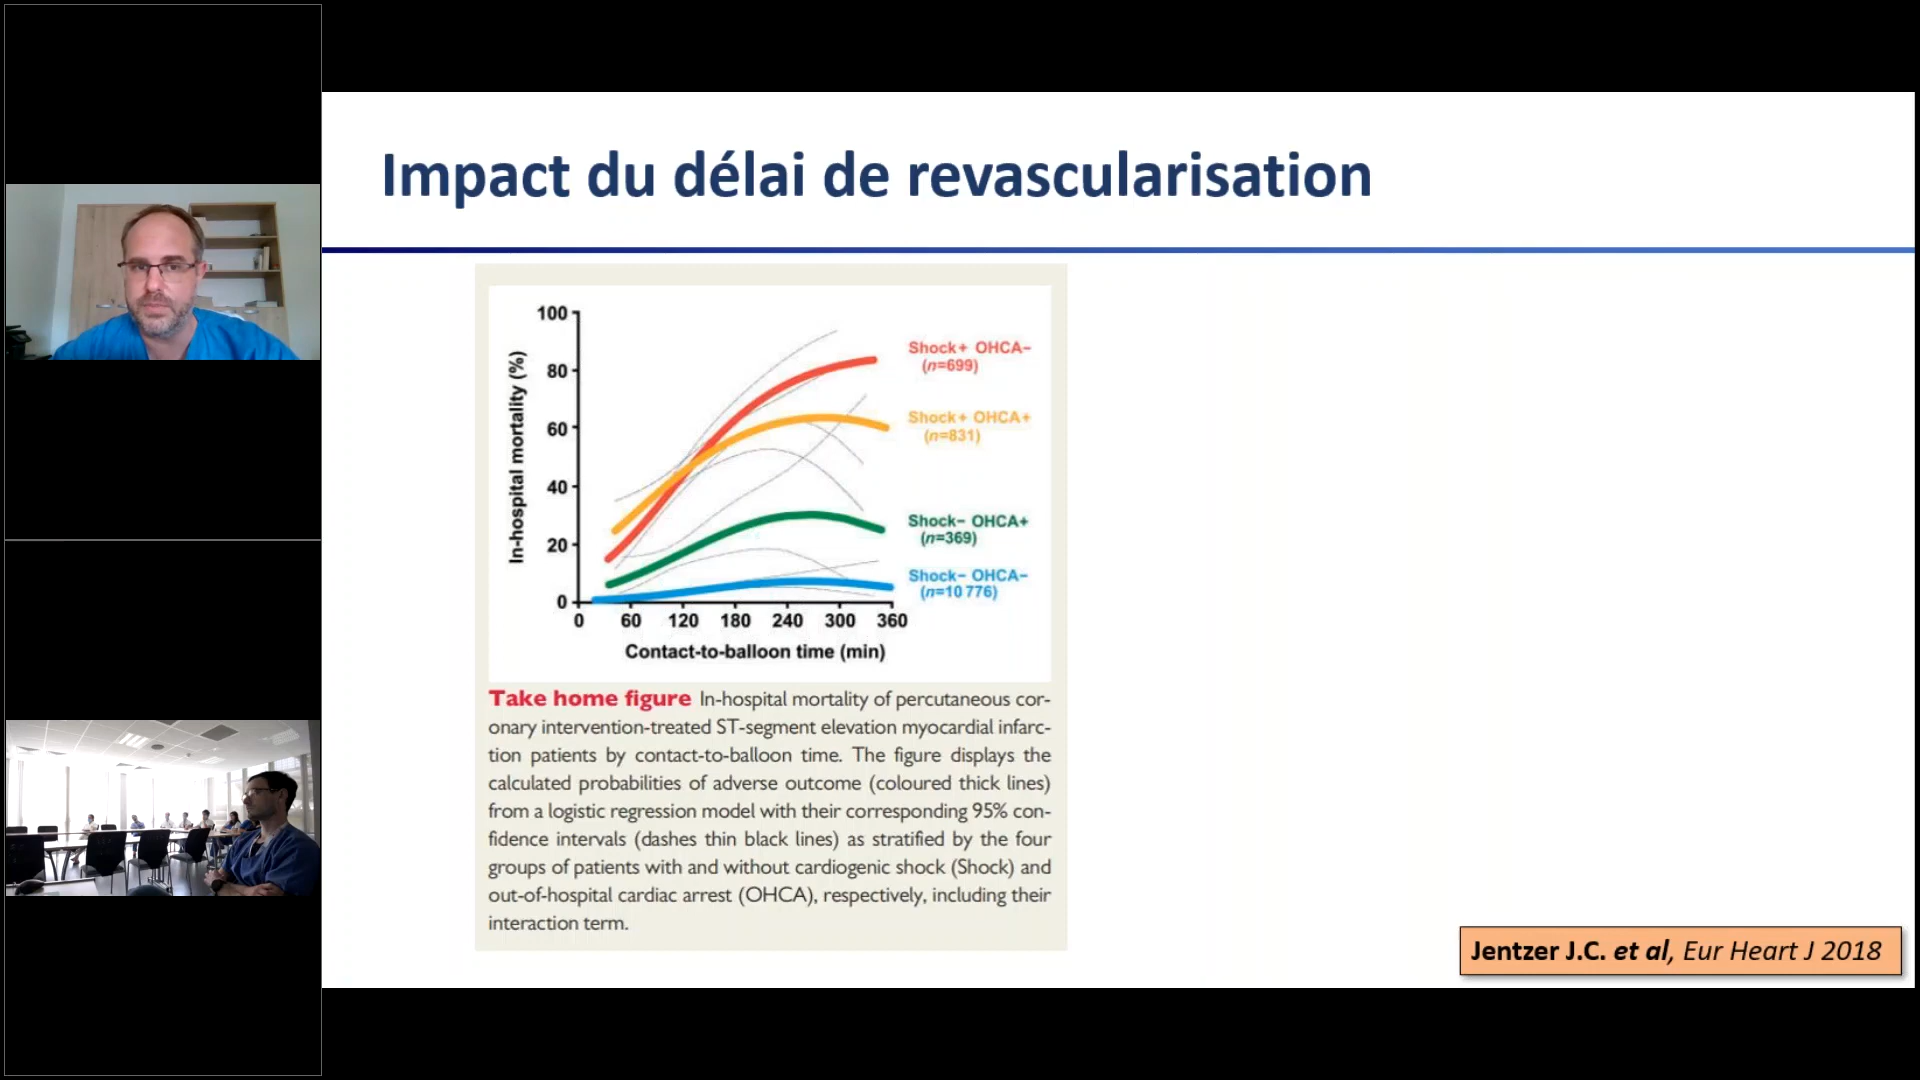 Impact du délai de revascularisation
In-hospital mortality (%)
100
80
60
40
20
0
0 60 120 180 240 300 360
Contact-to-balloon time (min)
Shock+ OHCA−
(n=699)
Shock+ OHCA+
(n=831)
Shock− OHCA+
(n=369)
Shock− OHCA−
(n=10 776)
Take home figure In-hospital mortality of percutaneous cor-
onary intervention-treated ST-segment elevation myocardial infarc-
tion patients by contact-to-balloon time. The figure displays the
calculated probabilities of adverse outcome (coloured thick lines)
from a logistic regression model with their corresponding 95% con-
fidence intervals (dashes thin black lines) as stratified by the four
groups of patients with and without cardiogenic shock (Shock) and
out-of-hospital cardiac arrest (OHCA), respectively, including their
interaction term.
Jentzer J.C. et al, Eur Heart J 2018